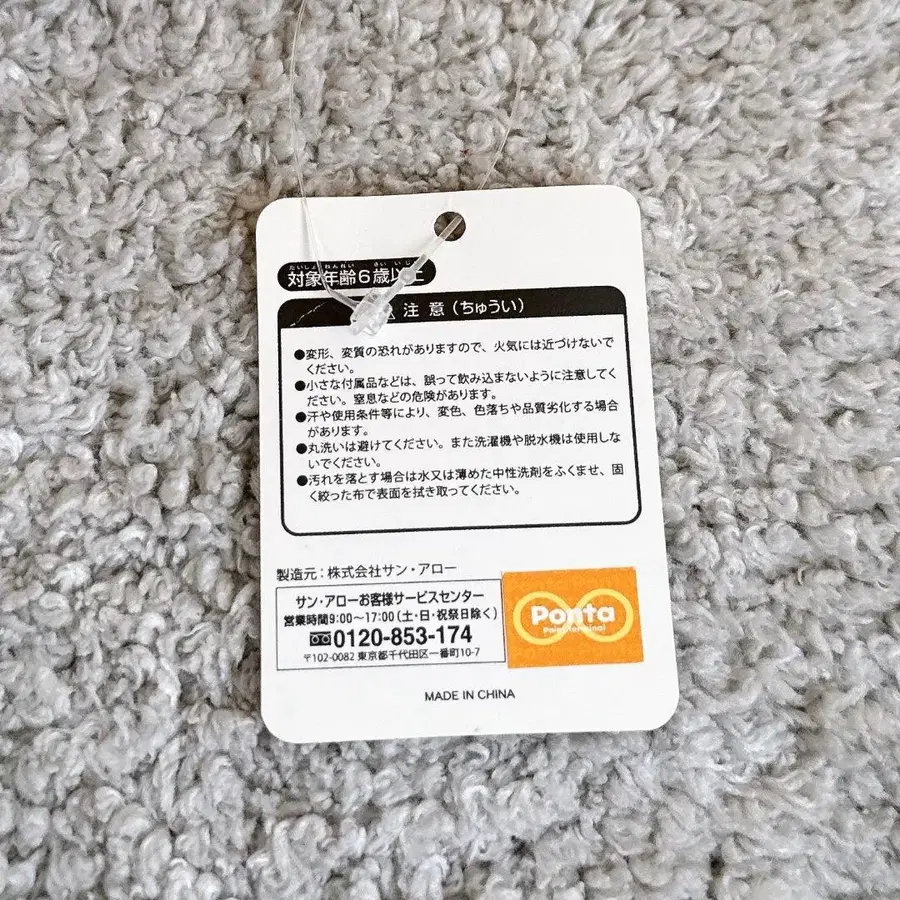 たいしょうねんれい さい いじょう
対象年齢6歳以上
⚠ 注意（ちゅうい）
●変形、変質の恐れがありますので、火気には近づけないで
ください。
●小さな付属品などは、誤って飲み込まないように注意してく
ださい。窒息などの危険があります。
●汗や使用条件等により、変色、色落ちや品質劣化する場合
があります。
●丸洗いは避けてください。また洗濯機や脱水機は使用しな
いでください。
●汚れを落とす場合は水又は薄めた中性洗剤をふくませ、固
く絞った布で表面を拭き取ってください。
製造元：株式会社サン・アロー
サン・アローお客様サービスセンター
営業時間9:00～17:00（土・日・祝祭日除く）
0120-853-174
〒102-0082 東京都千代田区一番町10-7
Ponta
Point terminal
MADE IN CHINA